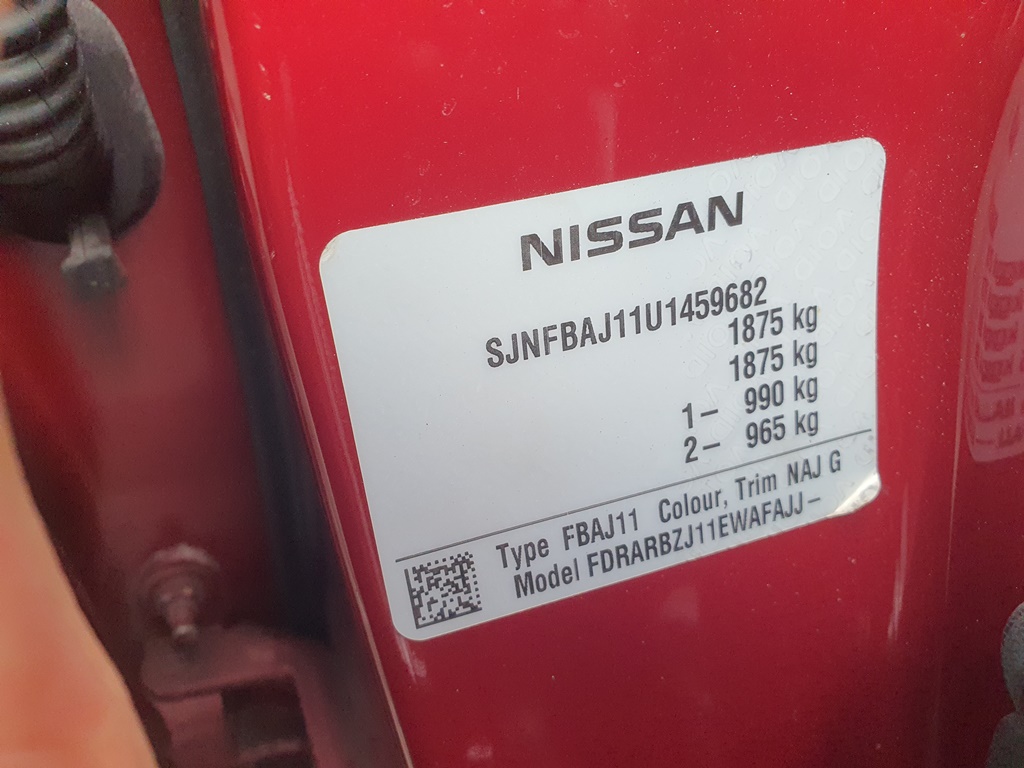 NISSAN
SJNFBAJ11U1459682
1875 kg
1875 kg
1– 990 kg
2– 965 kg
Type FBAJ11 Colour, Trim NAJ G
Model FDRARBZJ11EWAFAJJ–